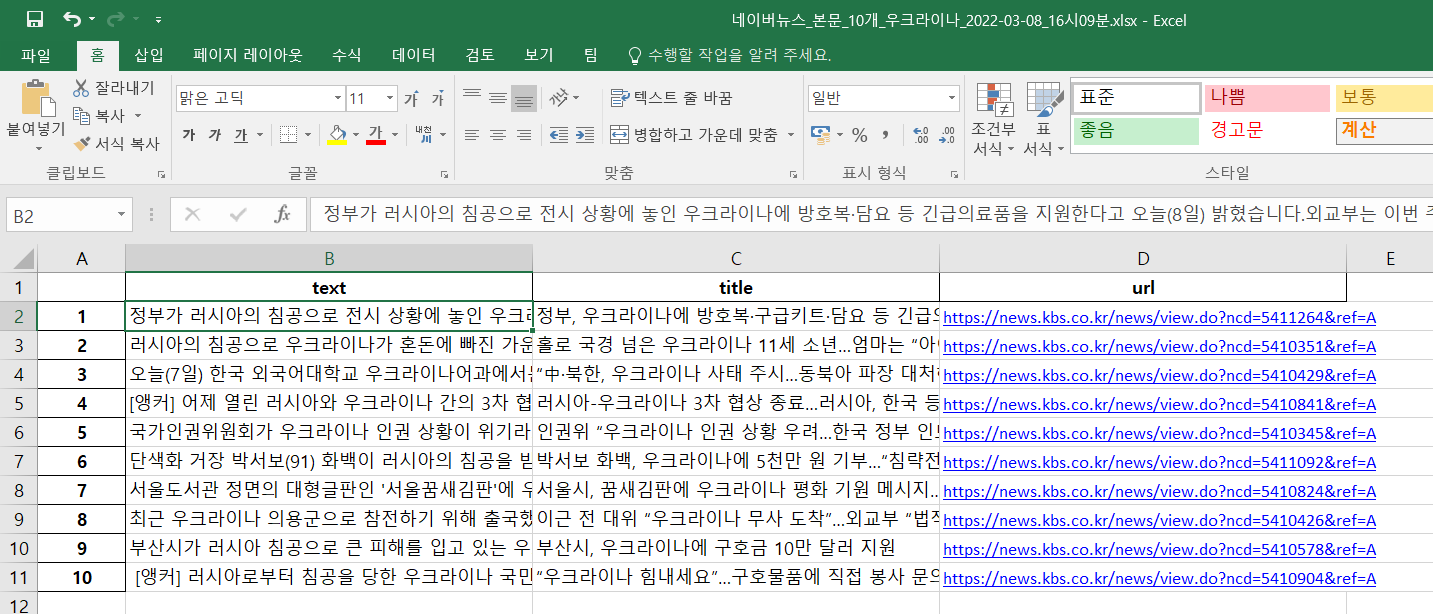 네이버뉴스_본문_10개_우크라이나_2022-03-08_16시09분.xlsx - Excel
파일 홈 삽입 페이지 레이아웃 수식 데이터 검토 보기 팀 수행할 작업을 알려 주세요.
붙여넣기 잘라내기 복사 서식 복사 클립보드
맑은 고딕 11 가 가
가 가 가 가 내천 川 글꼴
텍스트 줄 바꿈
병합하고 가운데 맞춤
맞춤
일반
% , .00 .0
표시 형식
조건부 서식 표 서식
표준 나쁨 보통
좋음 경고문 계산
스타일
B2 fx 정부가 러시아의 침공으로 전시 상황에 놓인 우크라이나에 방호복·담요 등 긴급의료품을 지원한다고 오늘(8일) 밝혔습니다.외교부는 이번
A B C D E
1 text title url
2 1 정부가 러시아의 침공으로 전시 상황에 놓인 우크 정부, 우크라이나에 방호복·구급키트·담요 등 긴급 https://news.kbs.co.kr/news/view.do?ncd=5411264&ref=A
3 2 러시아의 침공으로 우크라이나가 혼돈에 빠진 가운 홀로 국경 넘은 우크라이나 11세 소년…엄마는 “아 https://news.kbs.co.kr/news/view.do?ncd=5410351&ref=A
4 3 오늘(7일) 한국 외국어대학교 우크라이나어과에서 “中·북한, 우크라이나 사태 주시…동북아 파장 대처 https://news.kbs.co.kr/news/view.do?ncd=5410429&ref=A
5 4 [앵커] 어제 열린 러시아와 우크라이나 간의 3차 협 러시아-우크라이나 3차 협상 종료…러시아, 한국 등 https://news.kbs.co.kr/news/view.do?ncd=5410841&ref=A
6 5 국가인권위원회가 우크라이나 인권 상황이 위기라 인권위 “우크라이나 인권 상황 우려…한국 정부 인 https://news.kbs.co.kr/news/view.do?ncd=5410345&ref=A
7 6 단색화 거장 박서보(91) 화백이 러시아의 침공을 받 박서보 화백, 우크라이나에 5천만 원 기부…“침략전 https://news.kbs.co.kr/news/view.do?ncd=5411092&ref=A
8 7 서울도서관 정면의 대형글판인 '서울꿈새김판'에 우 서울시, 꿈새김판에 우크라이나 평화 기원 메시지… https://news.kbs.co.kr/news/view.do?ncd=5410824&ref=A
9 8 최근 우크라이나 의용군으로 참전하기 위해 출국했 이근 전 대위 “우크라이나 무사 도착”…외교부 “법적 https://news.kbs.co.kr/news/view.do?ncd=5410426&ref=A
10 9 부산시가 러시아 침공으로 큰 피해를 입고 있는 우 부산시, 우크라이나에 구호금 10만 달러 지원 https://news.kbs.co.kr/news/view.do?ncd=5410578&ref=A
11 10 [앵커] 러시아로부터 침공을 당한 우크라이나 국민 “우크라이나 힘내세요”…구호물품에 직접 봉사 문의 https://news.kbs.co.kr/news/view.do?ncd=5410904&ref=A
12